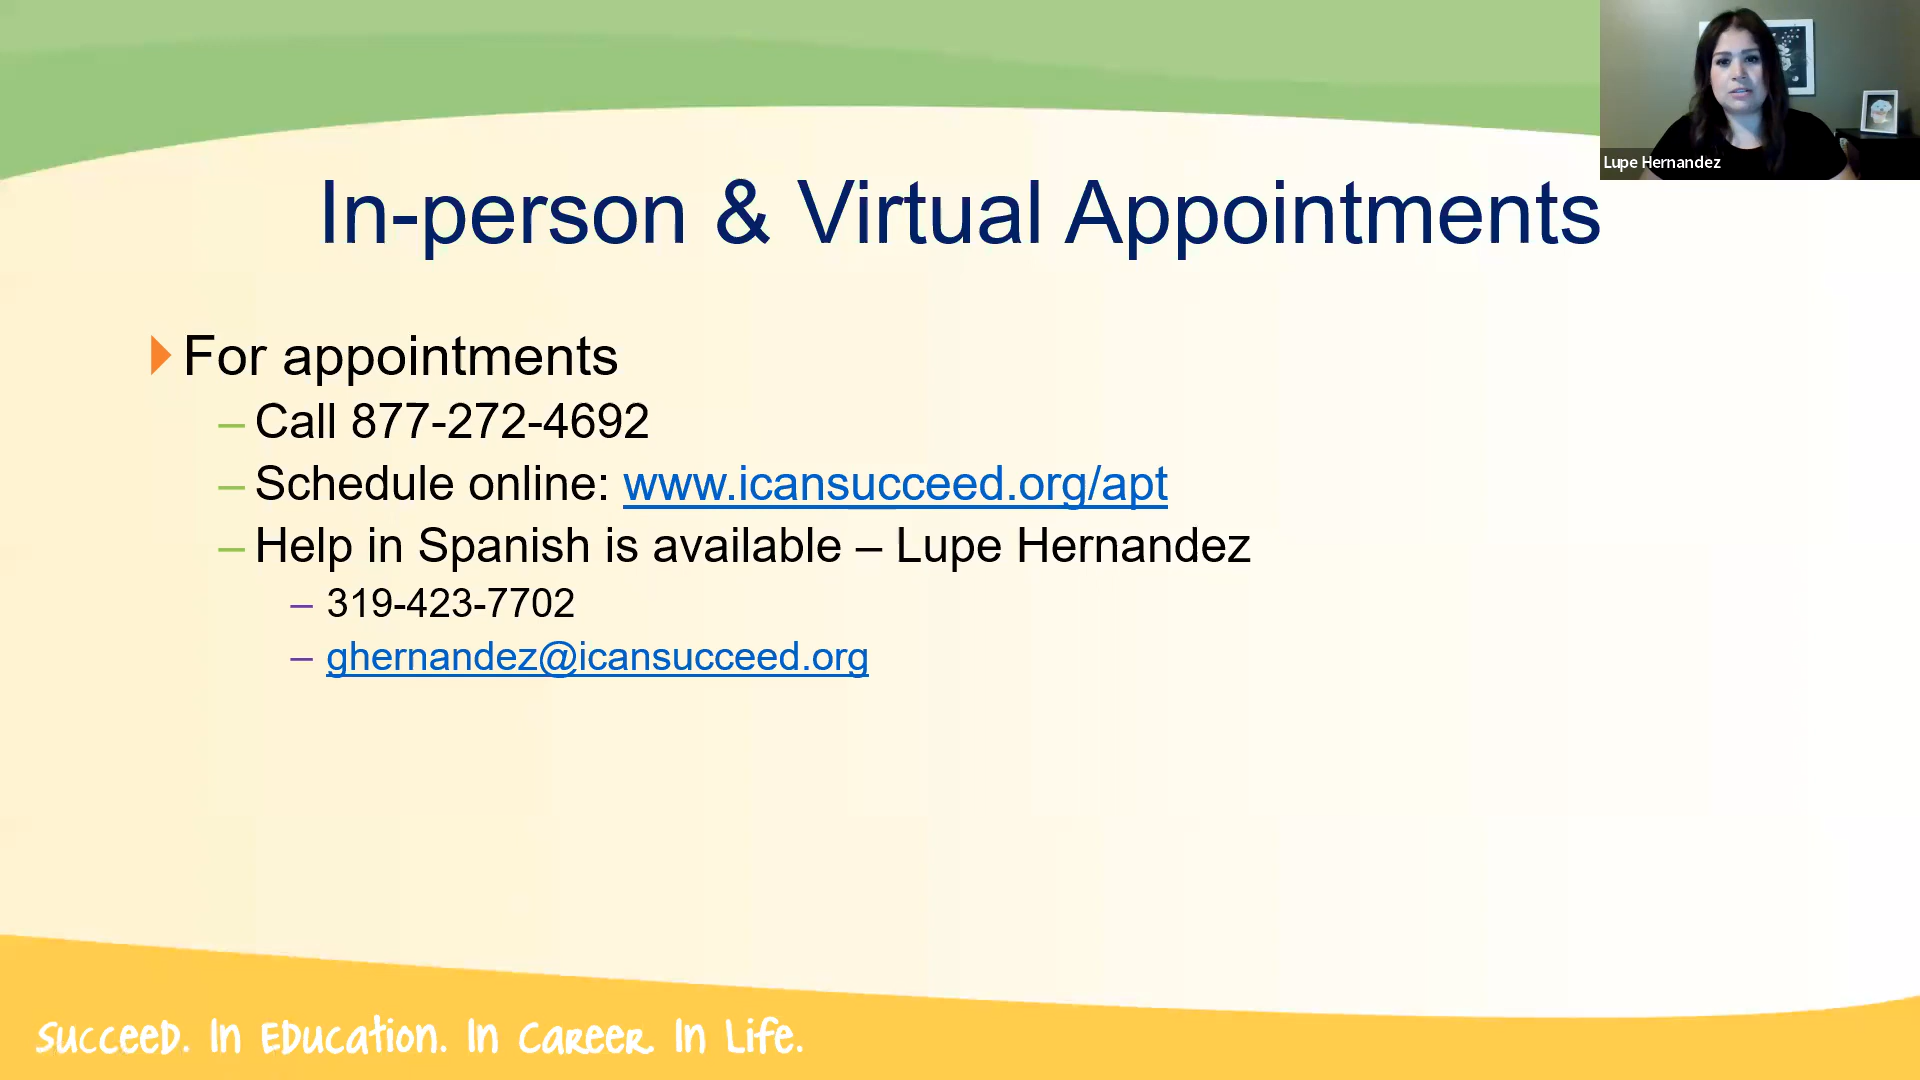 Lupe Hernandez
In-person & Virtual Appointments
For appointments
– Call 877-272-4692
– Schedule online: www.icansucceed.org/apt
– Help in Spanish is available – Lupe Hernandez
– 319-423-7702
– ghernandez@icansucceed.org
Succeed. In Education. In Career. In Life.